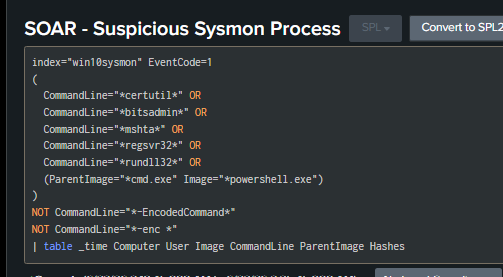 SOAR - Suspicious Sysmon Process
SPL
Convert to SPL2
index="win10sysmon" EventCode=1
(
CommandLine="*certutil*" OR
CommandLine="*bitsadmin*" OR
CommandLine="*mshta*" OR
CommandLine="*regsvr32*" OR
CommandLine="*rundll32*" OR
(ParentImage="*cmd.exe" Image="*powershell.exe")
)
NOT CommandLine="*-EncodedCommand*"
NOT CommandLine="*-enc *"
| table _time Computer User Image CommandLine ParentImage Hashes